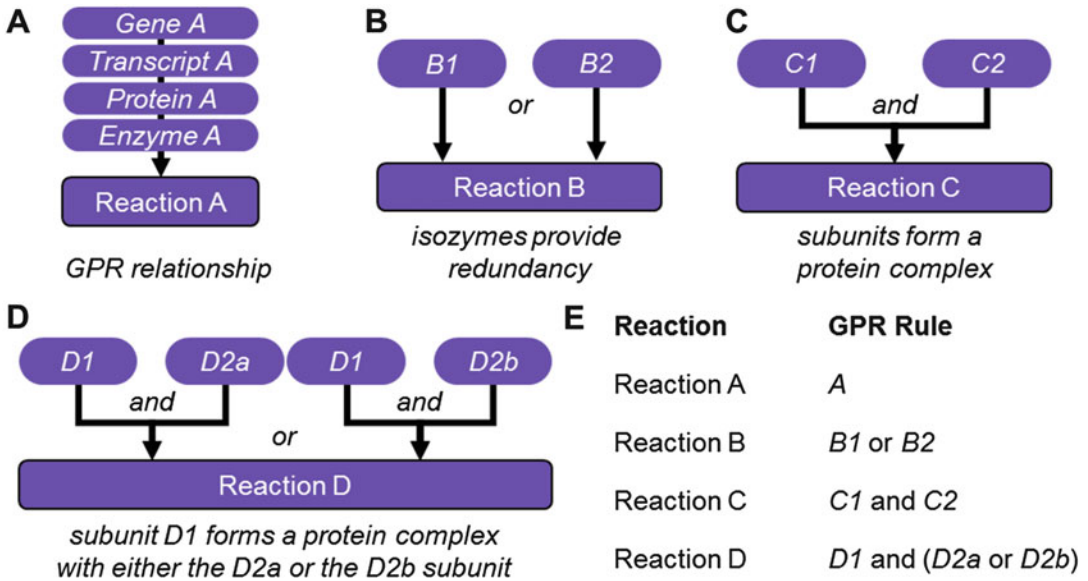 A
Gene A
Transcript A
Protein A
Enzyme A
Reaction A
GPR relationship
B
B1
B2
or
Reaction B
isozymes provide
redundancy
C
C1
C2
and
Reaction C
subunits form a
protein complex
D
D1
D2a
D1
D2b
and
and
or
Reaction D
subunit D1 forms a protein complex
with either the D2a or the D2b subunit
E
Reaction GPR Rule
Reaction A A
Reaction B B1 or B2
Reaction C C1 and C2
Reaction D D1 and (D2a or D2b)